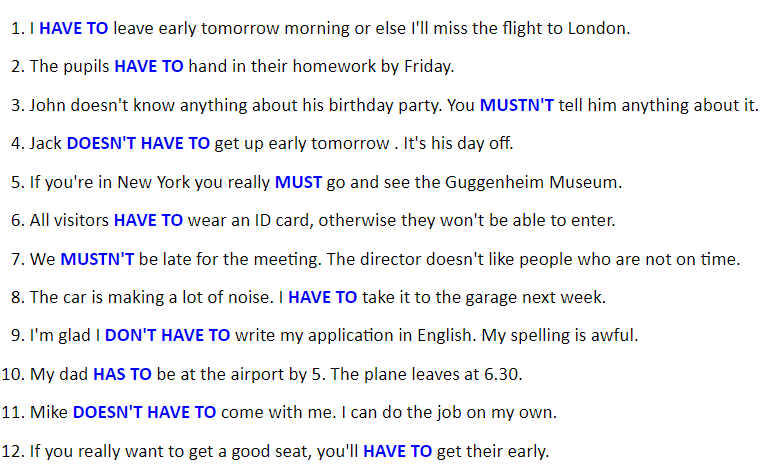 1. I HAVE TO leave early tomorrow morning or else I'll miss the flight to London.
2. The pupils HAVE TO hand in their homework by Friday.
3. John doesn't know anything about his birthday party. You MUSTN'T tell him anything about it.
4. Jack DOESN'T HAVE TO get up early tomorrow . It's his day off.
5. If you're in New York you really MUST go and see the Guggenheim Museum.
6. All visitors HAVE TO wear an ID card, otherwise they won't be able to enter.
7. We MUSTN'T be late for the meeting. The director doesn't like people who are not on time.
8. The car is making a lot of noise. I HAVE TO take it to the garage next week.
9. I'm glad I DON'T HAVE TO write my application in English. My spelling is awful.
10. My dad HAS TO be at the airport by 5. The plane leaves at 6.30.
11. Mike DOESN'T HAVE TO come with me. I can do the job on my own.
12. If you really want to get a good seat, you'll HAVE TO get their early.